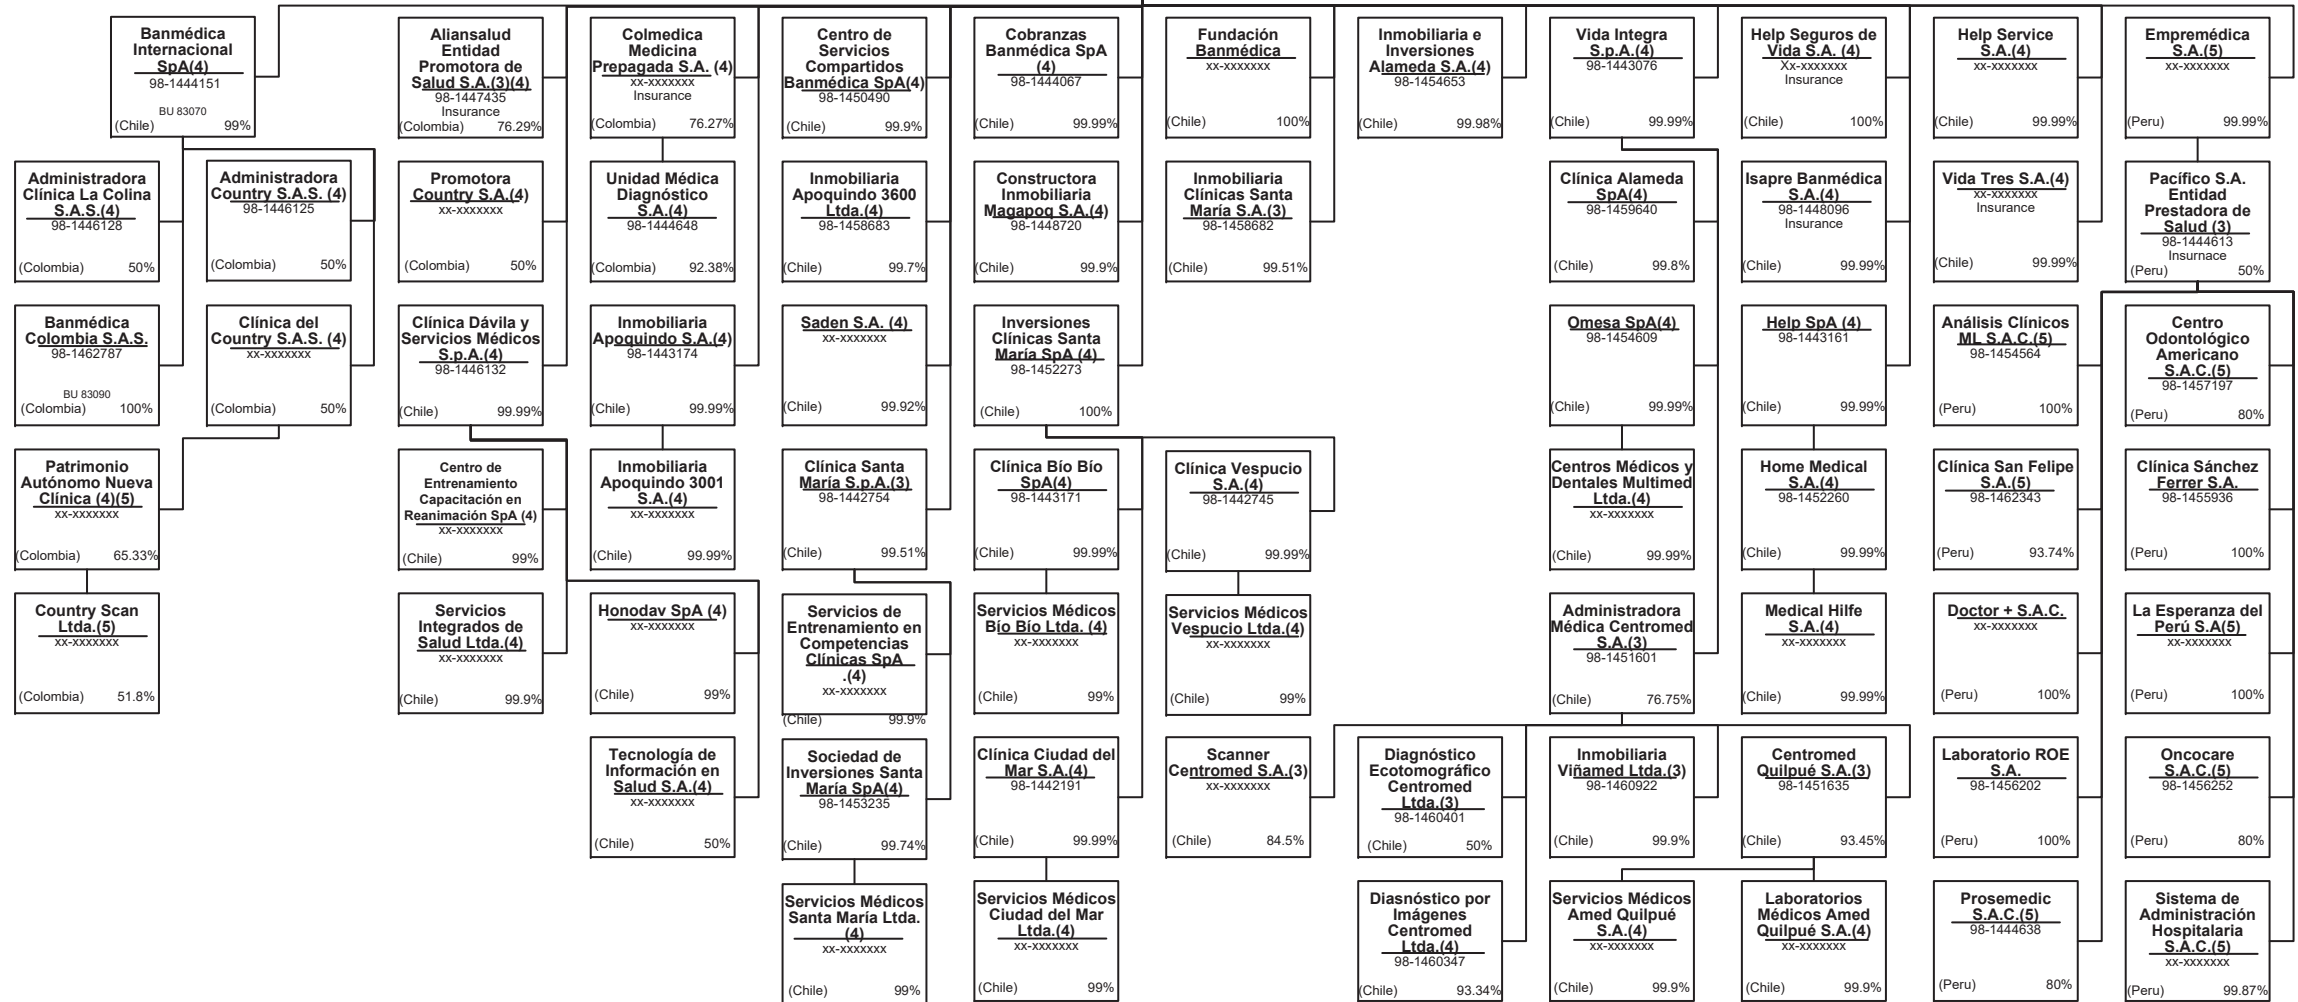 Banmédica
Internacional
SpA(4)
98-1444151
BU 83070
(Chile) 99%
Aliansalud
Entidad
Promotora de
Salud S.A.(3)(4)
98-1447435
Insurance
(Colombia) 76.29%
Colmedica
Medicina
Prepagada S.A. (4)
xx-xxxxxxx
Insurance
(Colombia) 76.27%
Centro de
Servicios
Compartidos
Banmédica SpA(4)
98-1450490
(Chile) 99.9%
Cobranzas
Banmédica SpA
(4)
98-1444067
(Chile) 99.99%
Fundación
Banmédica
xx-xxxxxxx
(Chile) 100%
Inmobiliaria e
Inversiones
Alameda S.A.(4)
98-1454653
(Chile) 99.98%
Vida Integra
S.p.A.(4)
98-1443076
(Chile) 99.99%
Help Seguros de
Vida S.A. (4)
Xx-xxxxxxx
Insurance
(Chile) 100%
Help Service
S.A.(4)
xx-xxxxxxx
(Chile) 99.99%
Empremédica
S.A.(5)
xx-xxxxxxx
(Peru) 99.99%
Administradora
Clínica La Colina
S.A.S.(4)
98-1446128
(Colombia) 50%
Administradora
Country S.A.S. (4)
98-1446125
(Colombia) 50%
Promotora
Country S.A.(4)
xx-xxxxxxx
(Colombia) 50%
Unidad Médica
Diagnóstico
S.A.(4)
98-1444648
(Colombia) 92.38%
Inmobiliaria
Apoquindo 3600
Ltda.(4)
98-1458683
(Chile) 99.7%
Constructora
Inmobiliaria
Magapoq S.A.(4)
98-1448720
(Chile) 99.9%
Inmobiliaria
Clínicas Santa
María S.A.(3)
98-1458682
(Chile) 99.51%
Clínica Alameda
SpA(4)
98-1459640
(Chile) 99.8%
Isapre Banmédica
S.A.(4)
98-1448096
Insurance
(Chile) 99.99%
Vida Tres S.A.(4)
xx-xxxxxxx
Insurance
(Chile) 99.99%
Pacífico S.A.
Entidad
Prestadora de
Salud (3)
98-1444613
Insurnace
(Peru) 50%
Banmédica
Colombia S.A.S.
98-1462787
BU 83090
(Colombia) 100%
Clínica del
Country S.A.S. (4)
xx-xxxxxxx
(Colombia) 50%
Clínica Dávila y
Servicios Médicos
S.p.A.(4)
98-1446132
(Chile) 99.99%
Inmobiliaria
Apoquindo S.A.(4)
98-1443174
(Chile) 99.99%
Saden S.A. (4)
xx-xxxxxxx
(Chile) 99.92%
Inversiones
Clínicas Santa
María SpA (4)
98-1452273
(Chile) 100%
Omesa SpA(4)
98-1454609
(Chile) 99.99%
Help SpA (4)
98-1443161
(Chile) 99.99%
Análisis Clínicos
ML S.A.C.(5)
98-1454564
(Peru) 100%
Centro
Odontológico
Americano
S.A.C.(5)
98-1457197
(Peru) 80%
Patrimonio
Autónomo Nueva
Clínica (4)(5)
xx-xxxxxxx
(Colombia) 65.33%
Centro de
Entrenamiento
Capacitación en
Reanimación SpA (4)
xx-xxxxxxx
(Chile) 99%
Inmobiliaria
Apoquindo 3001
S.A.(4)
xx-xxxxxxx
(Chile) 99.99%
Clínica Santa
María S.p.A.(3)
98-1442754
(Chile) 99.51%
Clínica Bío Bío
SpA(4)
98-1443171
(Chile) 99.99%
Clínica Vespucio
S.A.(4)
98-1442745
(Chile) 99.99%
Centros Médicos y
Dentales Multimed
Ltda.(4)
xx-xxxxxxx
(Chile) 99.99%
Home Medical
S.A.(4)
98-1452260
(Chile) 99.99%
Clínica San Felipe
S.A.(5)
98-1462343
(Peru) 93.74%
Clínica Sánchez
Ferrer S.A.
98-1455936
(Peru) 100%
Country Scan
Ltda.(5)
xx-xxxxxxx
(Colombia) 51.8%
Servicios
Integrados de
Salud Ltda.(4)
xx-xxxxxxx
(Chile) 99.9%
Honodav SpA (4)
xx-xxxxxxx
(Chile) 99%
Servicios de
Entrenamiento en
Competencias
Clínicas SpA
.(4)
xx-xxxxxxx
(Chile) 99.9%
Servicios Médicos
Bío Bío Ltda. (4)
xx-xxxxxxx
(Chile) 99%
Servicios Médicos
Vespucio Ltda.(4)
xx-xxxxxxx
(Chile) 99%
Administradora
Médica Centromed
S.A.(3)
98-1451601
(Chile) 76.75%
Medical Hilfe
S.A.(4)
xx-xxxxxxx
(Chile) 99.99%
Doctor + S.A.C.
xx-xxxxxxx
(Peru) 100%
La Esperanza del
Perú S.A(5)
xx-xxxxxxx
(Peru) 100%
Tecnología de
Información en
Salud S.A.(4)
xx-xxxxxxx
(Chile) 50%
Sociedad de
Inversiones Santa
María SpA(4)
98-1453235
(Chile) 99.74%
Clínica Ciudad del
Mar S.A.(4)
98-1442191
(Chile) 99.99%
Scanner
Centromed S.A.(3)
xx-xxxxxxx
(Chile) 84.5%
Diagnóstico
Ecotomográfico
Centromed
Ltda.(3)
98-1460401
(Chile) 50%
Inmobiliaria
Viñamed Ltda.(3)
98-1460922
(Chile) 99.9%
Centromed
Quilpué S.A.(3)
98-1451635
(Chile) 93.45%
Laboratorio ROE
S.A.
98-1456202
(Peru) 100%
Oncocare
S.A.C.(5)
98-1456252
(Peru) 80%
Servicios Médicos
Santa María Ltda.
(4)
xx-xxxxxxx
(Chile) 99%
Servicios Médicos
Ciudad del Mar
Ltda.(4)
xx-xxxxxxx
(Chile) 99%
Diasnóstico por
Imágenes
Centromed
Ltda.(4)
98-1460347
(Chile) 93.34%
Servicios Médicos
Amed Quilpué
S.A.(4)
xx-xxxxxxx
(Chile) 99.9%
Laboratorios
Médicos Amed
Quilpué S.A.(4)
xx-xxxxxxx
(Chile) 99.9%
Prosemedic
S.A.C.(5)
98-1444638
(Peru) 80%
Sistema de
Administración
Hospitalaria
S.A.C.(5)
xx-xxxxxxx
(Peru) 99.87%